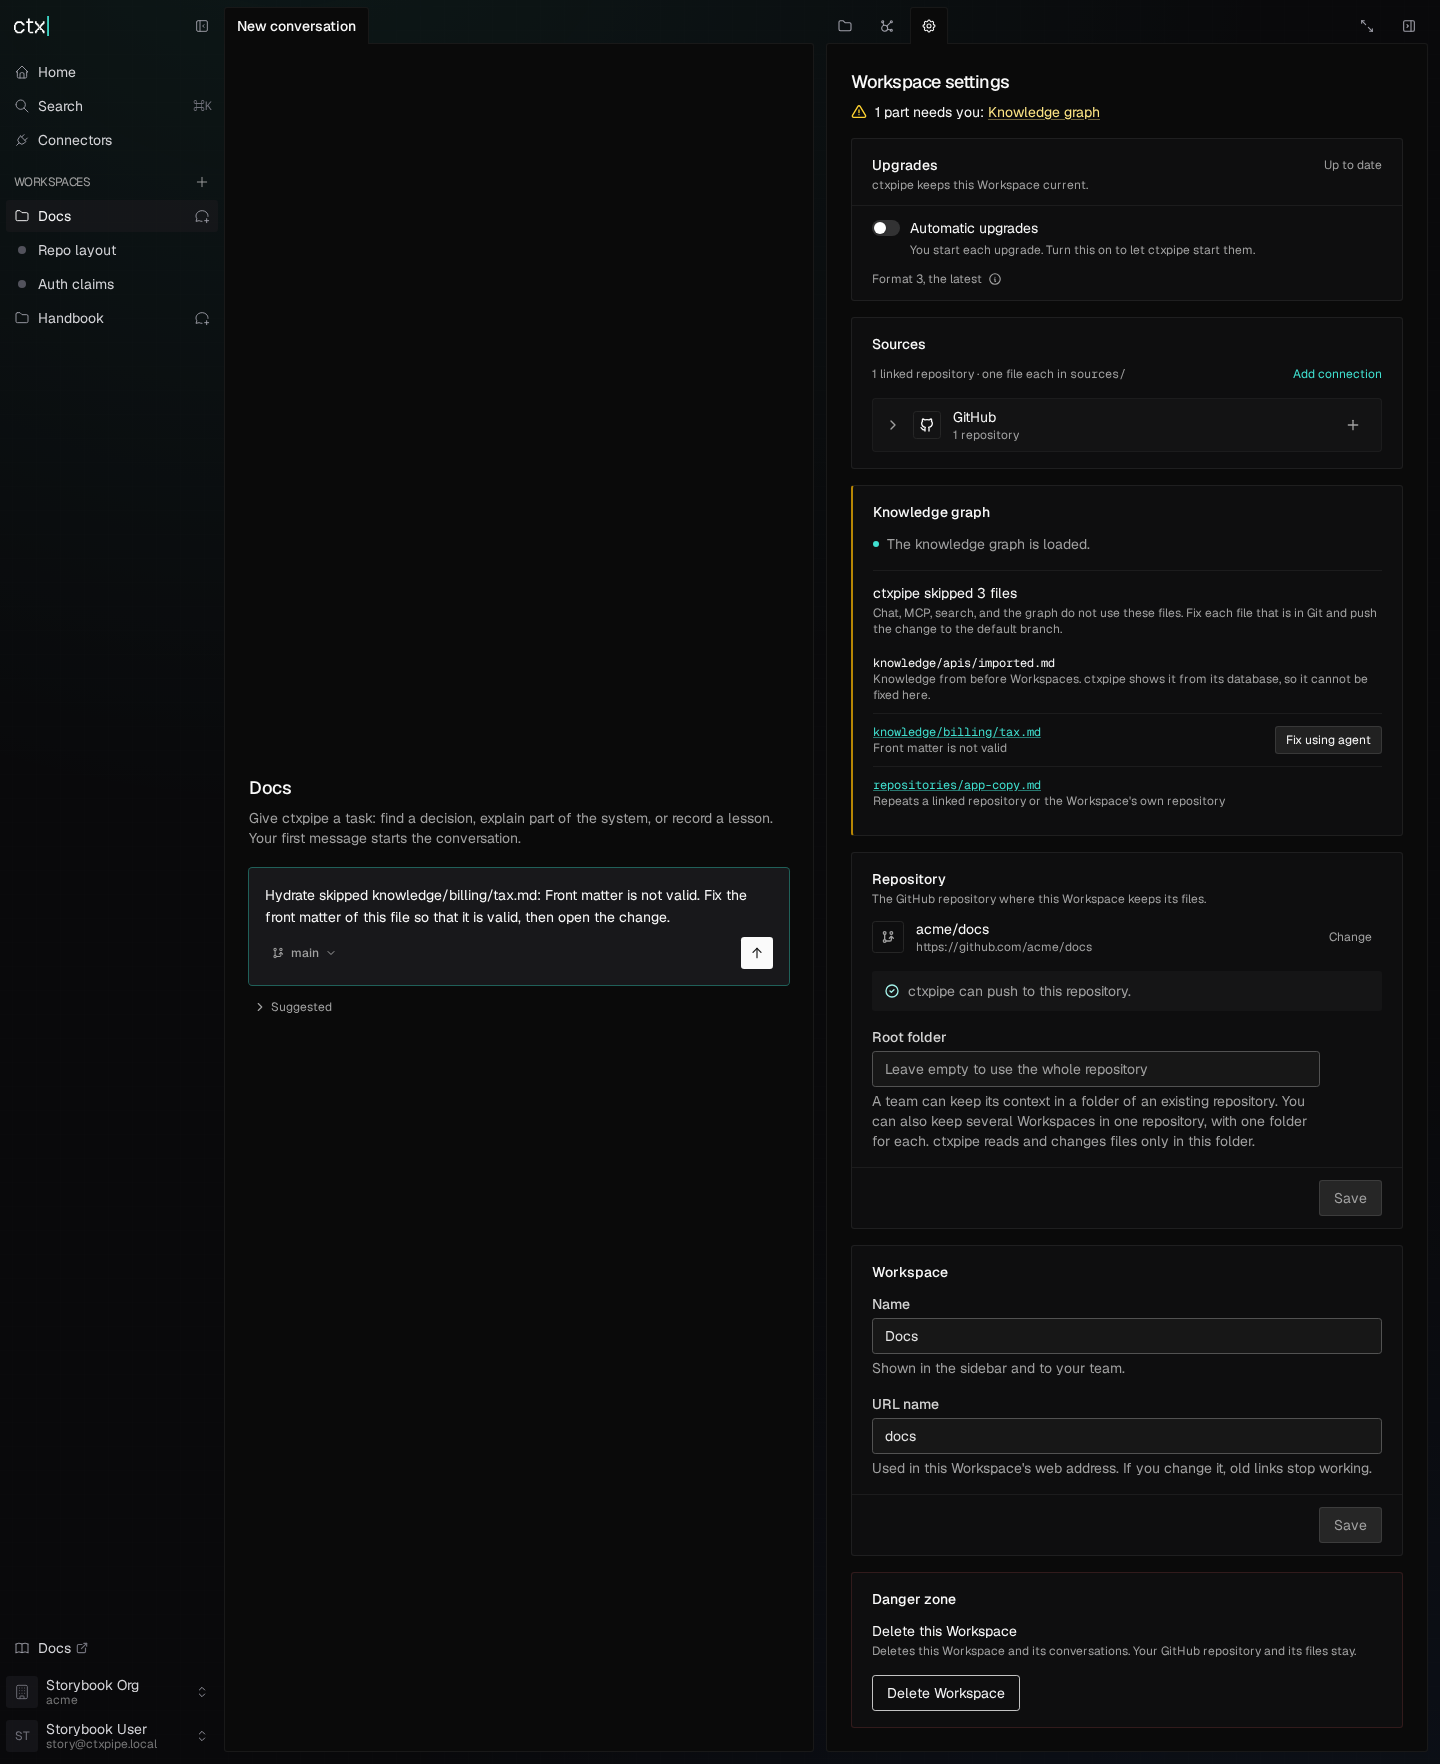 ctx
Home
Search ⌘K
Connectors
WORKSPACES
Docs
Repo layout
Auth claims
Handbook
Docs
Storybook Org
acme
ST
Storybook User
story@ctxpipe.local
New conversation
Docs
Give ctxpipe a task: find a decision, explain part of the system, or record a lesson.
Your first message starts the conversation.
Hydrate skipped knowledge/billing/tax.md: Front matter is not valid. Fix the
front matter of this file so that it is valid, then open the change.
main
Suggested
Workspace settings
1 part needs you: Knowledge graph
Upgrades
Up to date
ctxpipe keeps this Workspace current.
Automatic upgrades
You start each upgrade. Turn this on to let ctxpipe start them.
Format 3, the latest
Sources
1 linked repository · one file each in sources/
Add connection
GitHub
1 repository
Knowledge graph
The knowledge graph is loaded.
ctxpipe skipped 3 files
Chat, MCP, search, and the graph do not use these files. Fix each file that is in Git and push
the change to the default branch.
knowledge/apis/imported.md
Knowledge from before Workspaces. ctxpipe shows it from its database, so it cannot be
fixed here.
knowledge/billing/tax.md
Front matter is not valid
Fix using agent
repositories/app-copy.md
Repeats a linked repository or the Workspace's own repository
Repository
The GitHub repository where this Workspace keeps its files.
acme/docs
https://github.com/acme/docs
Change
ctxpipe can push to this repository.
Root folder
Leave empty to use the whole repository
A team can keep its context in a folder of an existing repository. You
can also keep several Workspaces in one repository, with one folder
for each. ctxpipe reads and changes files only in this folder.
Save
Workspace
Name
Docs
Shown in the sidebar and to your team.
URL name
docs
Used in this Workspace's web address. If you change it, old links stop working.
Save
Danger zone
Delete this Workspace
Deletes this Workspace and its conversations. Your GitHub repository and its files stay.
Delete Workspace